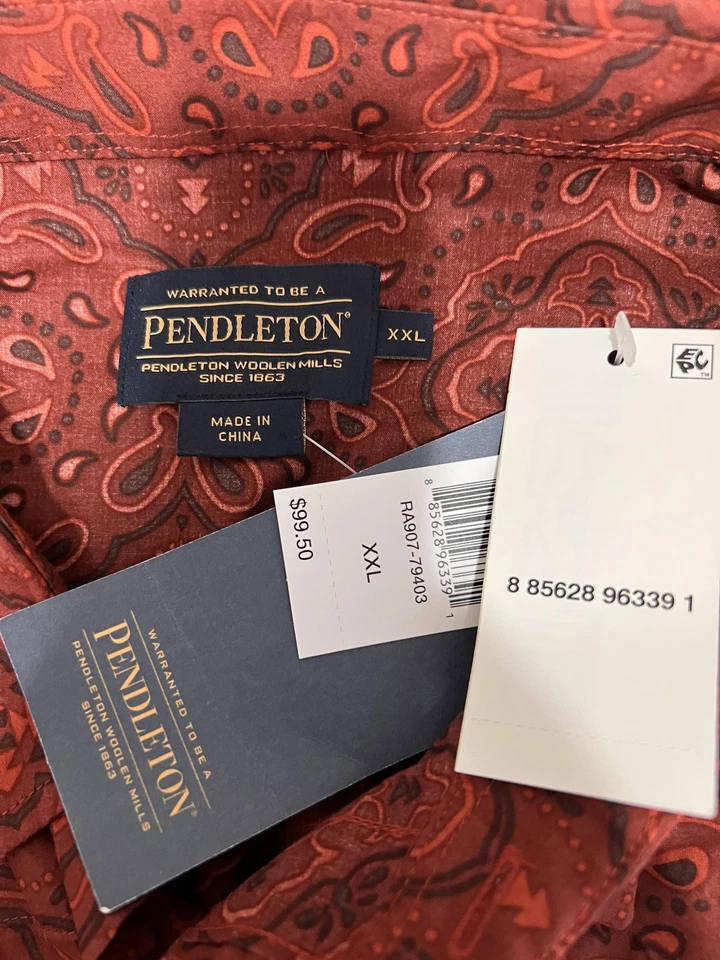 WARRANTED TO BE A
PENDLETON®
PENDLETON WOOLEN MILLS
SINCE 1863
XXL
MADE IN
CHINA
EPC™
$99.50
XXL
RA907-79403
8 85628 96339 1
8 85628 96339 1
WARRANTED TO BE A
PENDLETON®
PENDLETON WOOLEN MILLS
SINCE 1863